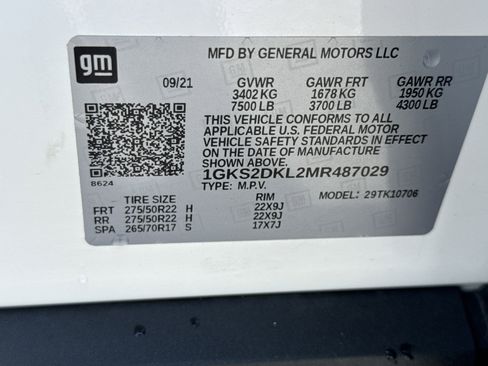 gm
MFD BY GENERAL MOTORS LLC
09/21 GVWR GAWR FRT GAWR RR
3402 KG 1678 KG 1950 KG
7500 LB 3700 LB 4300 LB
THIS VEHICLE CONFORMS TO ALL
APPLICABLE U.S. FEDERAL MOTOR
VEHICLE SAFETY STANDARDS IN EFFECT
ON THE DATE OF MANUFACTURE
SHOWN ABOVE.
1GKS2DKL2MR487029
8624
TYPE: M.P.V. MODEL: 29TK10706
TIRE SIZE RIM
FRT 275/50R22 H 22X9J
RR 275/50R22 H 22X9J
SPA 265/70R17 S 17X7J